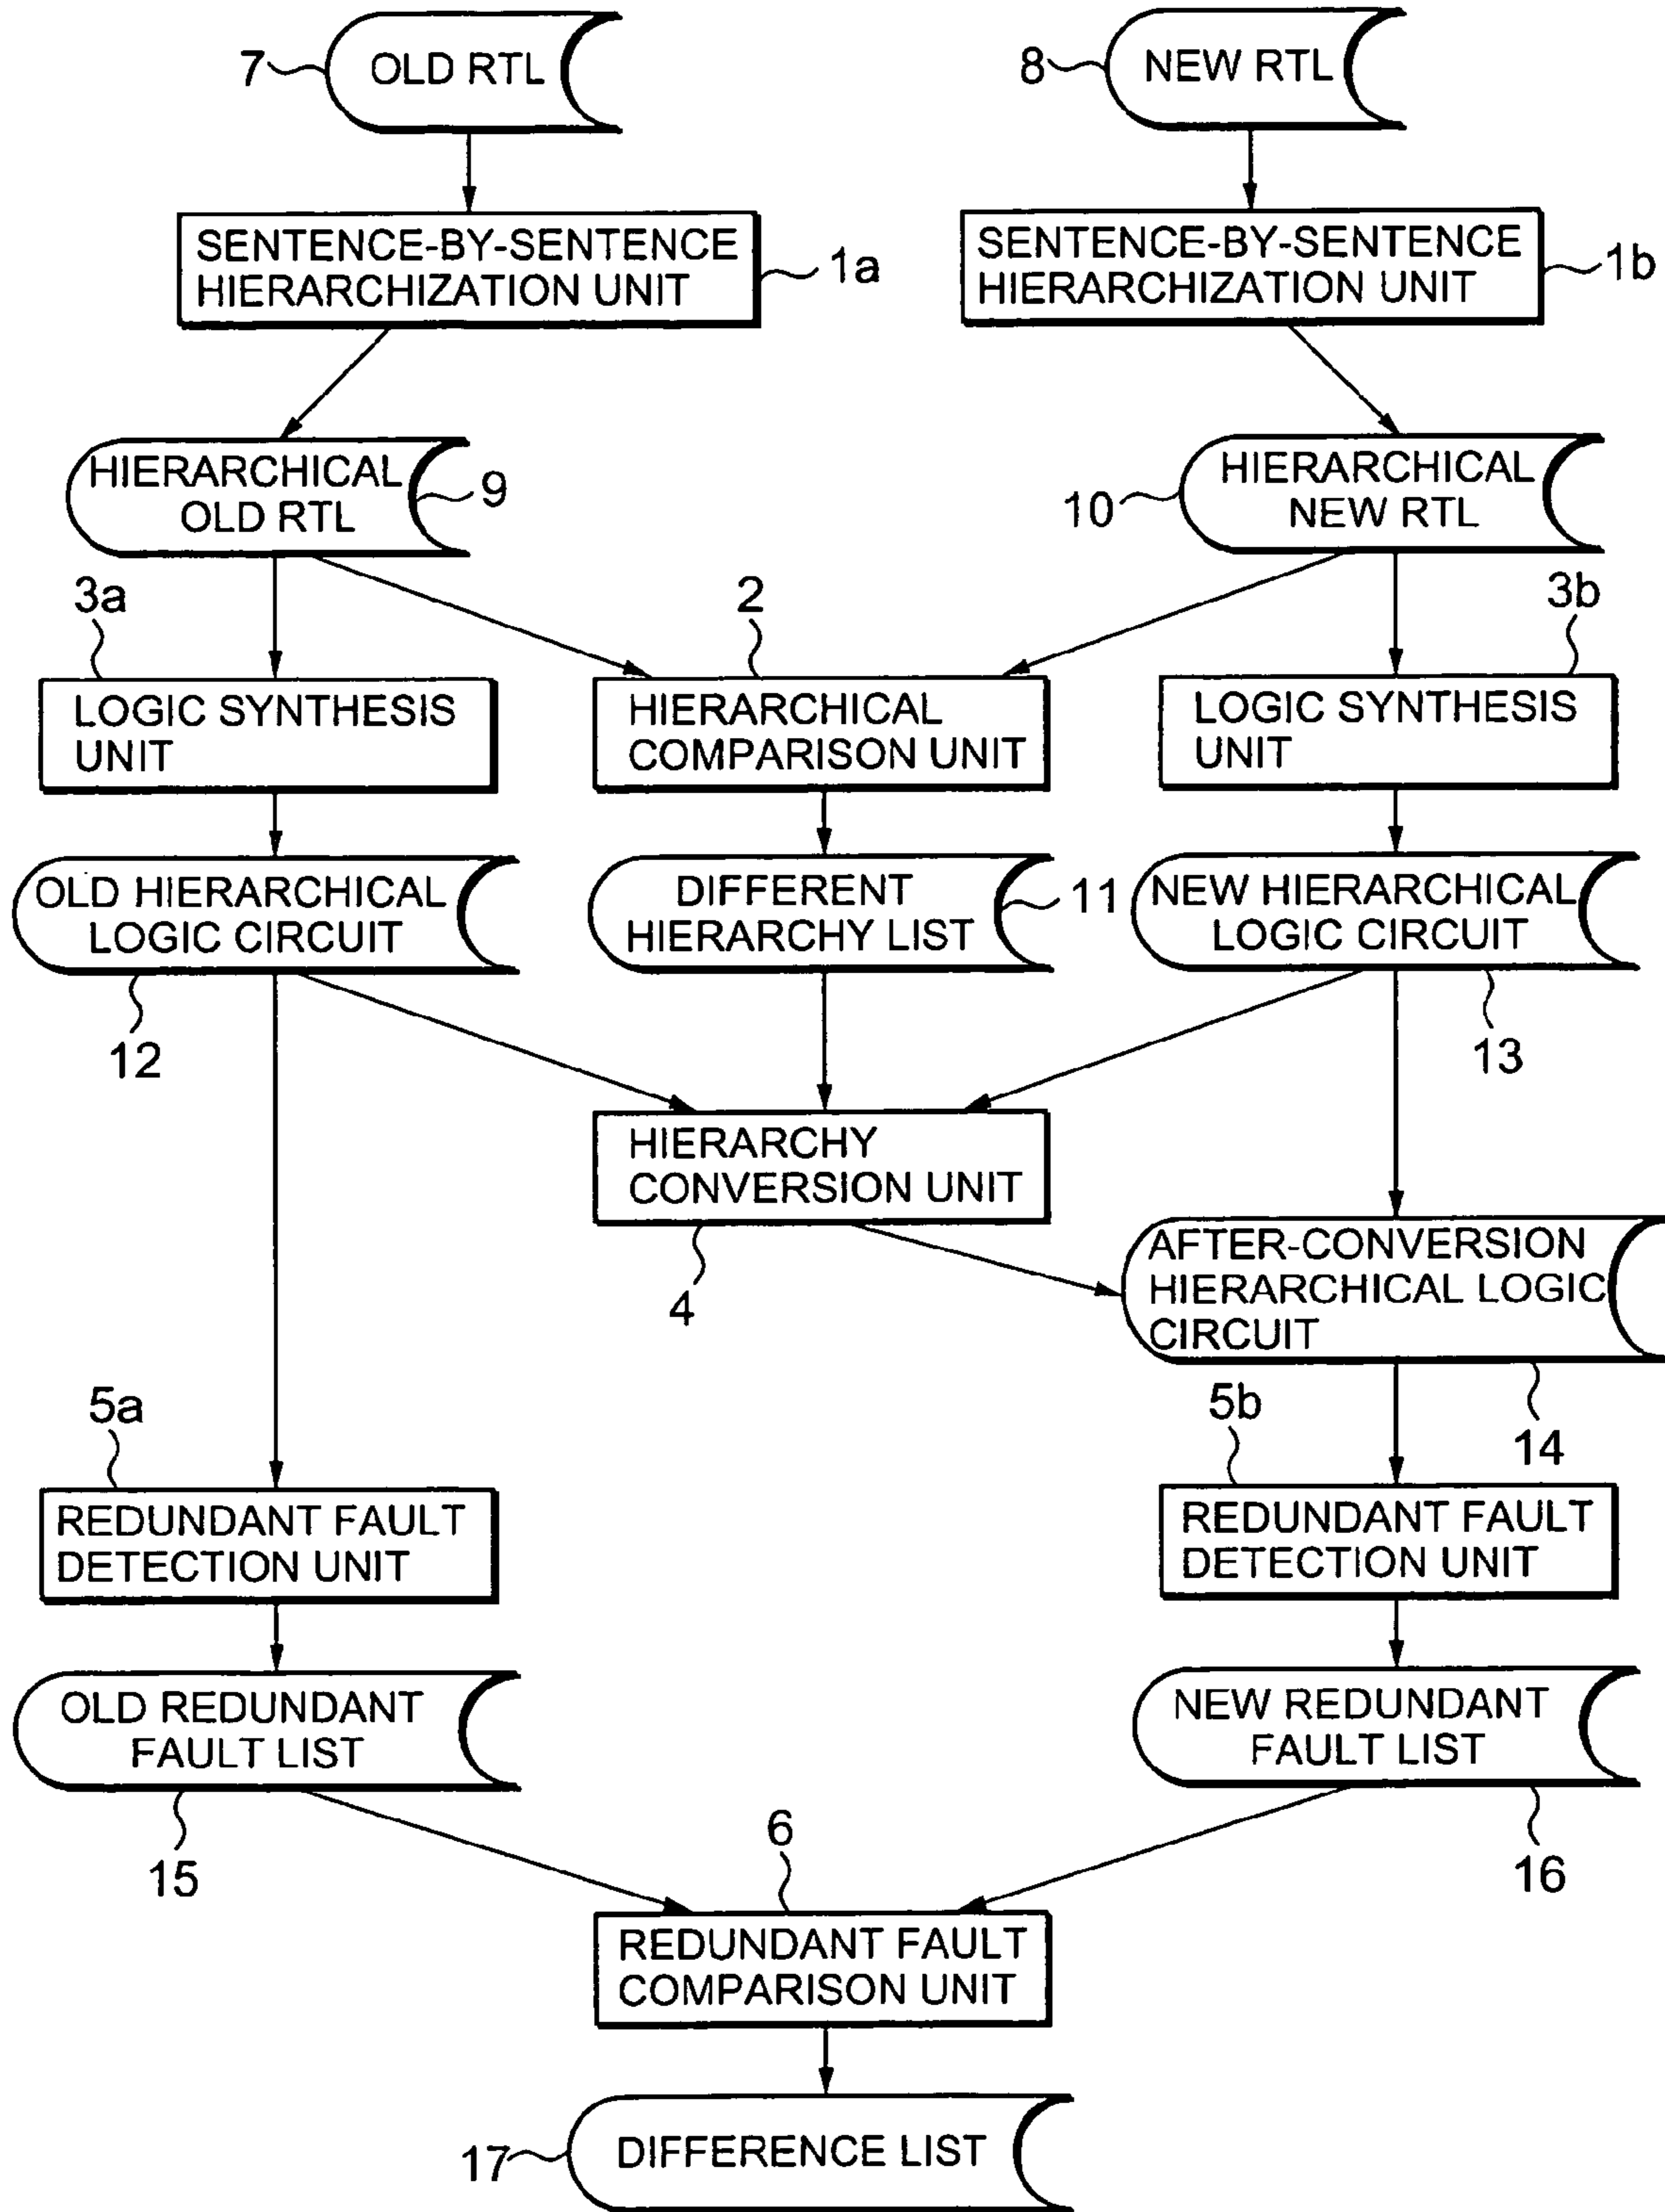 7
OLD RTL
8
NEW RTL
SENTENCE-BY-SENTENCE
HIERARCHIZATION UNIT
1a
SENTENCE-BY-SENTENCE
HIERARCHIZATION UNIT
1b
HIERARCHICAL
OLD RTL
9
10
HIERARCHICAL
NEW RTL
3a
2
3b
LOGIC SYNTHESIS
UNIT
HIERARCHICAL
COMPARISON UNIT
LOGIC SYNTHESIS
UNIT
OLD HIERARCHICAL
LOGIC CIRCUIT
DIFFERENT
HIERARCHY LIST
11
NEW HIERARCHICAL
LOGIC CIRCUIT
12
13
HIERARCHY
CONVERSION UNIT
4
AFTER-CONVERSION
HIERARCHICAL LOGIC
CIRCUIT
5a
5b
14
REDUNDANT FAULT
DETECTION UNIT
REDUNDANT FAULT
DETECTION UNIT
OLD REDUNDANT
FAULT LIST
NEW REDUNDANT
FAULT LIST
15
6
16
REDUNDANT FAULT
COMPARISON UNIT
17
DIFFERENCE LIST